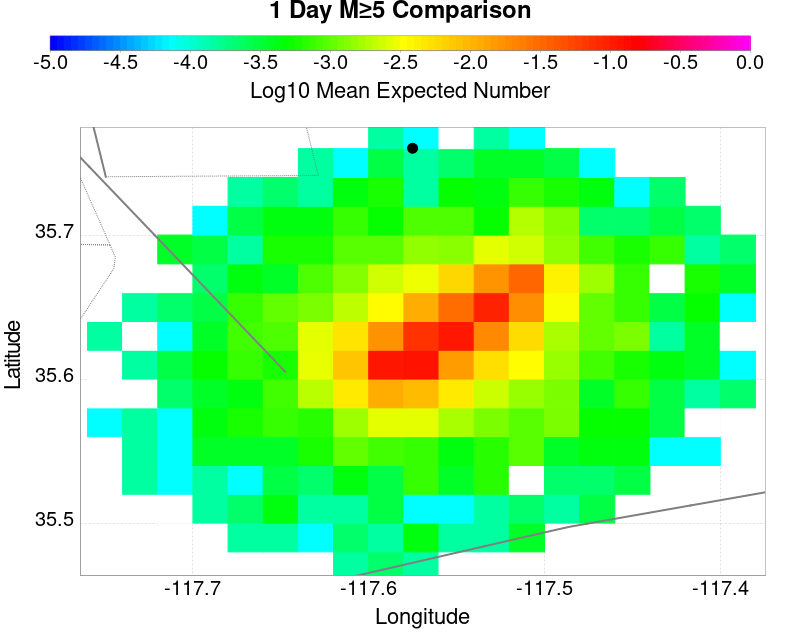 1 Day M≥5 Comparison
-5.0 -4.5 -4.0 -3.5 -3.0 -2.5 -2.0 -1.5 -1.0 -0.5 0.0
Log10 Mean Expected Number
35.7
35.6
35.5
Latitude
-117.7 -117.6 -117.5 -117.4
Longitude